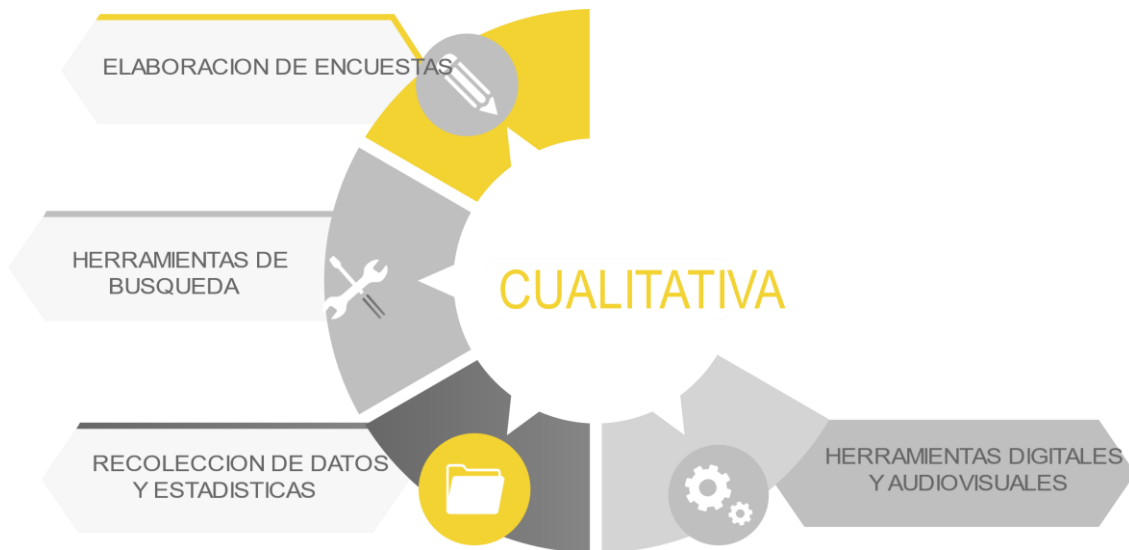 ELABORACION DE ENCUESTAS
HERRAMIENTAS DE
BUSQUEDA
CUALITATIVA
RECOLECCION DE DATOS
Y ESTADISTICAS
HERRAMIENTAS DIGITALES
Y AUDIOVISUALES